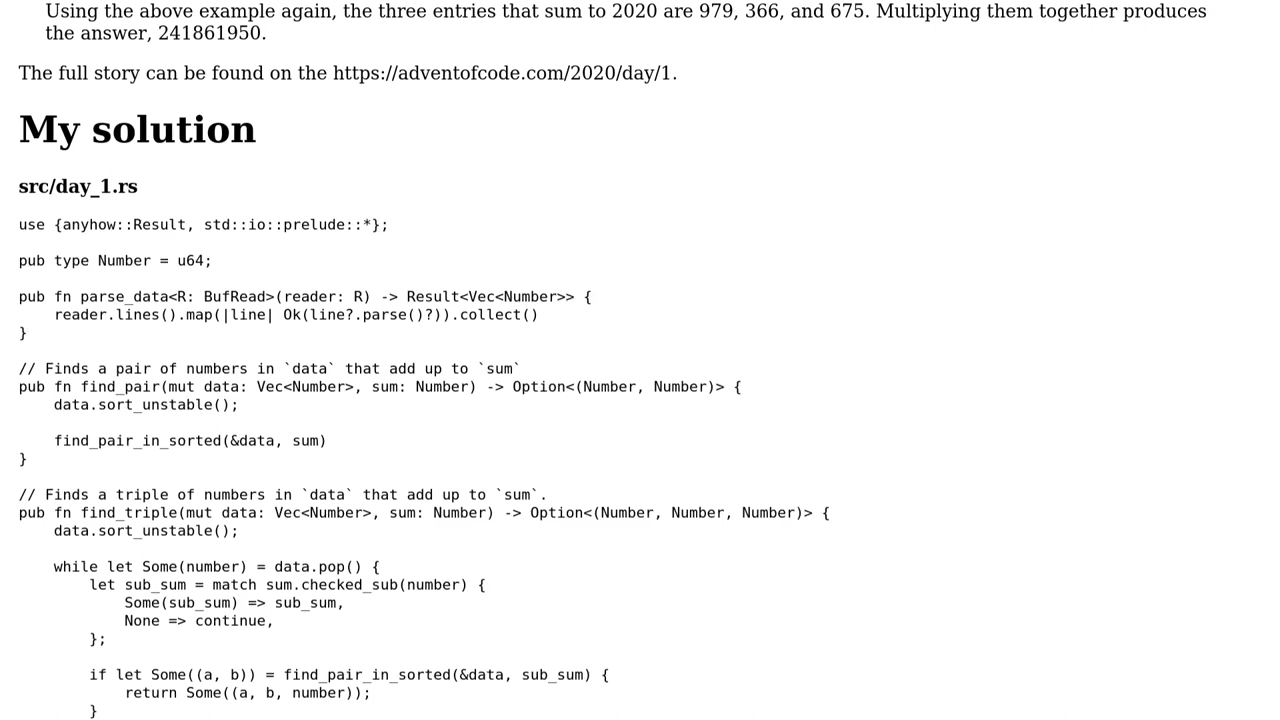 Using the above example again, the three entries that sum to 2020 are 979, 366, and 675. Multiplying them together produces
the answer, 241861950.
The full story can be found on the https://adventofcode.com/2020/day/1.
My solution
src/day_1.rs
use {anyhow::Result, std::io::prelude::*};
pub type Number = u64;
pub fn parse_data<R: BufRead>(reader: R) -> Result<Vec<Number>> {
    reader.lines().map(|line| Ok(line?.parse()?)).collect()
}
// Finds a pair of numbers in `data` that add up to `sum`
pub fn find_pair(mut data: Vec<Number>, sum: Number) -> Option<(Number, Number)> {
    data.sort_unstable();
    find_pair_in_sorted(&data, sum)
}
// Finds a triple of numbers in `data` that add up to `sum`.
pub fn find_triple(mut data: Vec<Number>, sum: Number) -> Option<(Number, Number, Number)> {
    data.sort_unstable();
    while let Some(number) = data.pop() {
        let sub_sum = match sum.checked_sub(number) {
            Some(sub_sum) => sub_sum,
            None => continue,
        };
        if let Some((a, b)) = find_pair_in_sorted(&data, sub_sum) {
            return Some((a, b, number));
        }